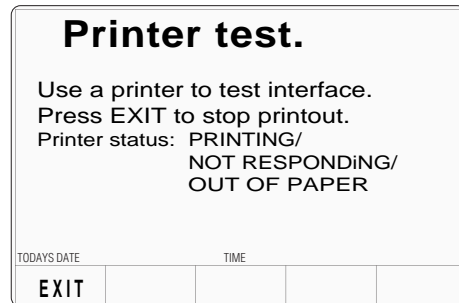 Printer test.
Use a printer to test interface.
Press EXIT to stop printout.
Printer status: PRINTING/
NOT RESPONDiNG/
OUT OF PAPER
TODAYS DATE TIME
EXIT